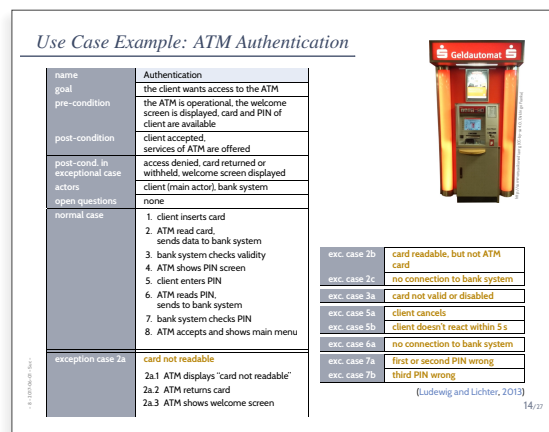 Use Case Example: ATM Authentication
name Authentication
goal the client wants access to the ATM
pre-condition the ATM is operational, the welcome
screen is displayed, card and PIN of
client are available
post-condition client accepted,
services of ATM are offered
post-cond. in access denied, card returned or
exceptional case withheld, welcome screen displayed
actors client (main actor), bank system
open questions none
normal case 1. client inserts card
2. ATM read card,
sends data to bank system
3. bank system checks validity
4. ATM shows PIN screen
5. client enters PIN
6. ATM reads PIN,
sends to bank system
7. bank system checks PIN
8. ATM accepts and shows main menu
exception case 2a card not readable
2a.1 ATM displays “card not readable”
2a.2 ATM returns card
2a.3 ATM shows welcome screen
Geldautomat
exc. case 2b card readable, but not ATM
card
exc. case 2c no connection to bank system
exc. case 3a card not valid or disabled
exc. case 5a client cancels
exc. case 5b client doesn't react within 5 s
exc. case 6a no connection to bank system
exc. case 7a first or second PIN wrong
exc. case 7b third PIN wrong
(Ludewig and Lichter, 2013)
14/27